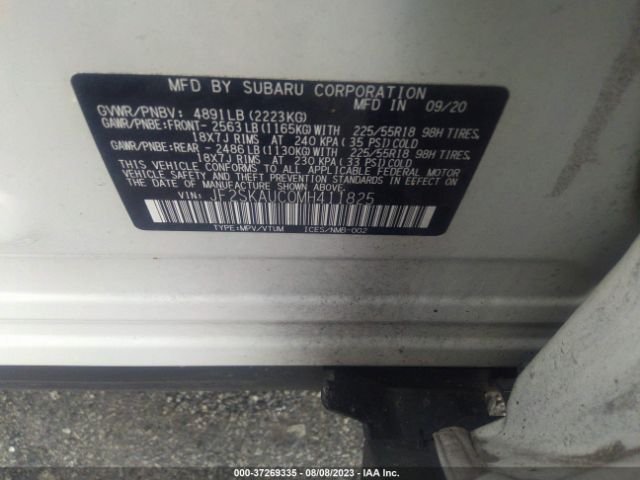 MFD BY SUBARU CORPORATION
MFD IN 09/20
GVWR/PNBV: 4891LB(2223KG)
GAWR/PNBE:FRONT-2563LB(1165KG)WITH 225/55R18 98H TIRES,
18X7J RIMS AT 240 KPA(35 PSI)COLD
GAWR/PNBE:REAR -2486LB(1130KG)WITH 225/55R18 98H TIRES,
18X7J RIMS AT 230 KPA(33 PSI)COLD
THIS VEHICLE CONFORMS TO ALL APPLICABLE FEDERAL MOTOR
VEHICLE SAFETY AND THEFT PREVENTION STANDARDS IN EFFECT ON
THE DATE OF MANUFACTURE SHOWN ABOVE.
VIN: JF2SKAUC0MH411825
TYPE:MPV/VTUM ICES/NMB-002
000-37269335 - 08/08/2023 - IAA Inc.